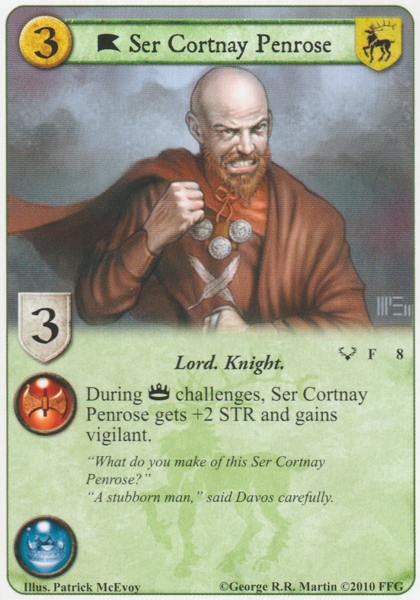 3 Ser Cortnay Penrose
3
Lord. Knight.
F 8
During challenges, Ser Cortnay
Penrose gets +2 STR and gains
vigilant.
“What do you make of this Ser Cortnay
Penrose?”
“A stubborn man,” said Davos carefully.
Illus. Patrick McEvoy ©George R.R. Martin ©2010 FFG